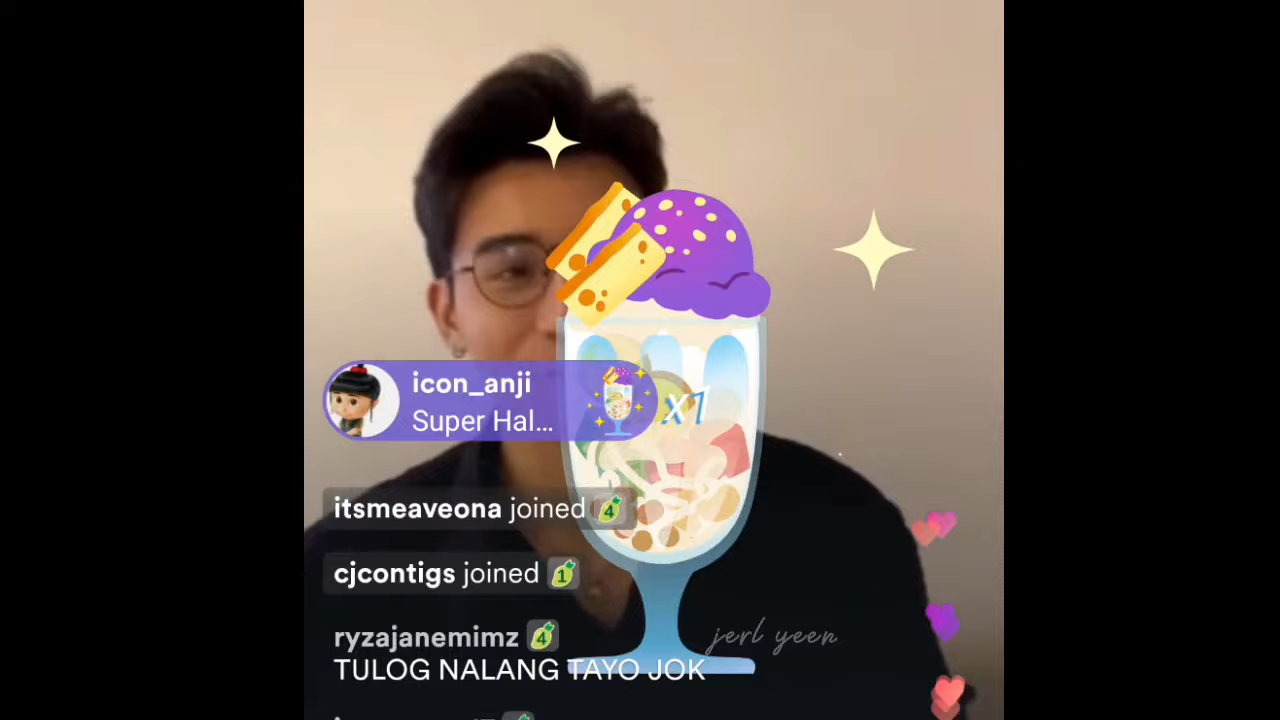 icon_anji
Super Hal...
x1
itsmeaveona joined 4
cjcontigs joined 1
ryzajanemimz 4
TULOG NALANG TAYO JOK
jerl yeen